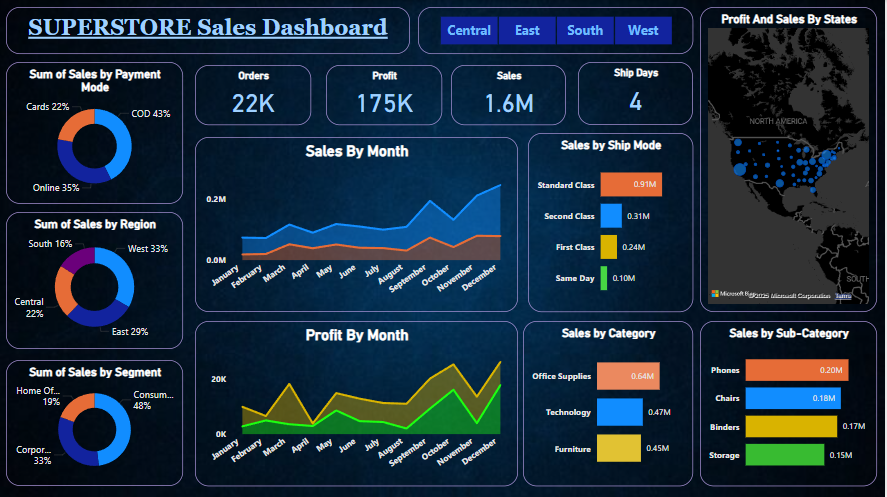 SUPERSTORE Sales Dashboard
Central East South West
Profit And Sales By States
NORTH AMERICA
SOUTH
Microsoft
©2025 Microsoft Corporation Terms
Sum of Sales by Payment
Mode
Cards 22%
COD 43%
Online 35%
Orders
22K
Profit
175K
Sales
1.6M
Ship Days
4
Sales By Month
0.2M
0.0M
January
February
March
April
May
June
July
August
September
October
November
December
Sales by Ship Mode
Standard Class 0.91M
Second Class 0.31M
First Class 0.24M
Same Day 0.10M
Sum of Sales by Region
South 16%
West 33%
Central
22%
East 29%
Sum of Sales by Segment
Home Of...
19%
Consum...
48%
Corpor...
33%
Profit By Month
20K
0K
January
February
March
April
May
June
July
August
September
October
November
December
Sales by Category
Office Supplies 0.64M
Technology 0.47M
Furniture 0.45M
Sales by Sub-Category
Phones 0.20M
Chairs 0.18M
Binders 0.17M
Storage 0.15M